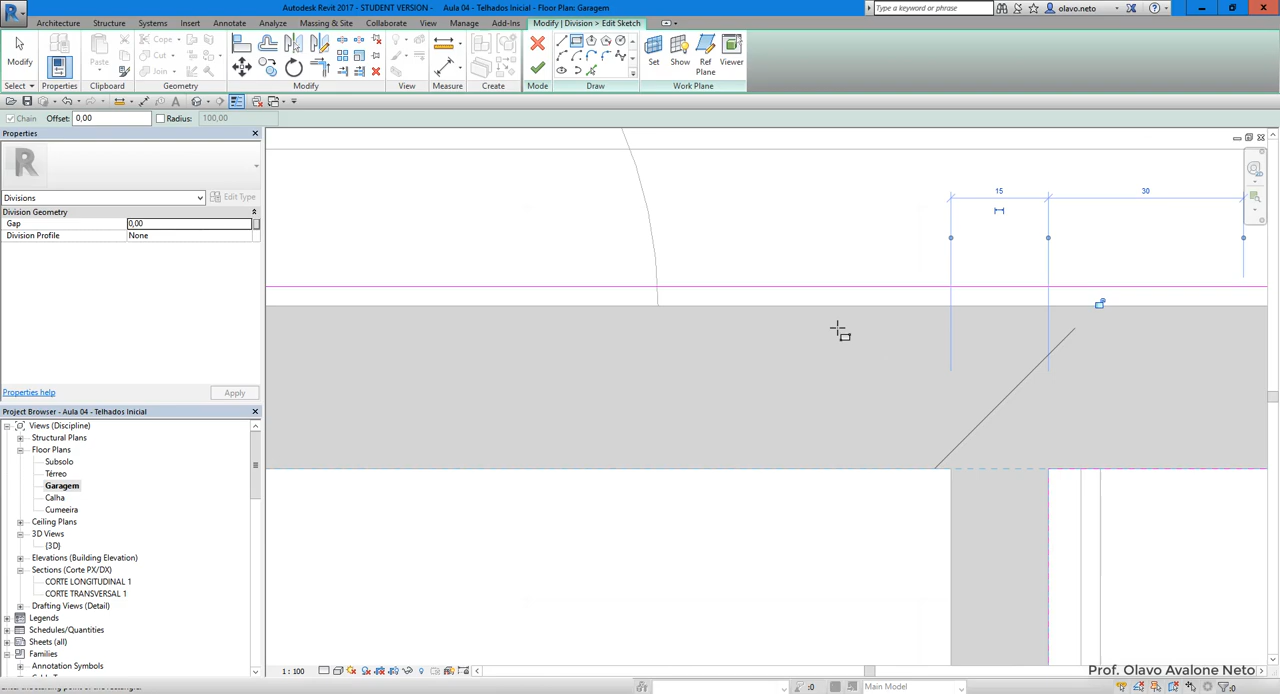 Autodesk Revit 2017 - STUDENT VERSION - Aula 04 - Telhados Inicial - Floor Plan: Garagem
Type a keyword or phrase
olavo.neto
Architecture Structure Systems Insert Annotate Analyze Massing & Site Collaborate View Manage Add-Ins Modify | Division > Edit Sketch
Modify
Paste
Cope
Cut
Join
Set Show Ref Plane Viewer
Select Properties Clipboard Geometry Modify View Measure Create Mode Draw Work Plane
Chain Offset: 0,00 Radius: 100,00
Properties
Divisions Edit Type
Division Geometry
Gap 0,00
Division Profile None
15 30
Properties help Apply
Project Browser - Aula 04 - Telhados Inicial
Views (Discipline)
Structural Plans
Floor Plans
Subsolo
Térreo
Garagem
Calha
Cumeeira
Ceiling Plans
3D Views
{3D}
Elevations (Building Elevation)
Sections (Corte PX/DX)
CORTE LONGITUDINAL 1
CORTE TRANSVERSAL 1
Drafting Views (Detail)
Legends
Schedules/Quantities
Sheets (all)
Families
Annotation Symbols
1 : 100
Prof. Olavo Avalone Neto
:0 Main Model :0